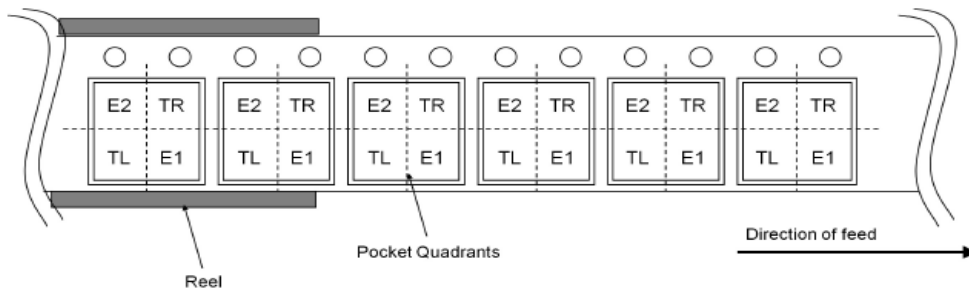 E2 TR E2 TR E2 TR E2 TR E2 TR E2 TR
TL E1 TL E1 TL E1 TL E1 TL E1 TL E1
Direction of feed
Pocket Quadrants
Reel